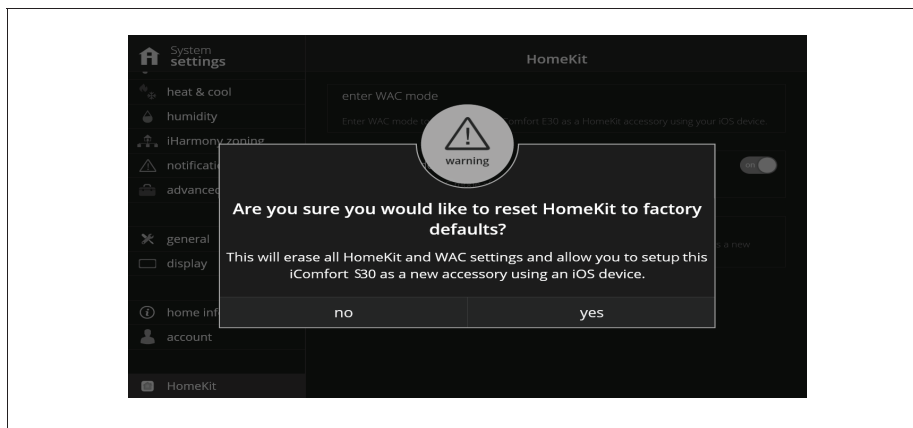 System
settings
HomeKit
heat & cool
humidity
iHarmony zoning
notificati
advanced
general
display
home inf
account
HomeKit
enter WAC mode
Enter WAC mode to omfort E30 as a HomeKit accessory using your iOS device.
on
s a new
warning
Are you sure you would like to reset HomeKit to factory
defaults?
This will erase all HomeKit and WAC settings and allow you to setup this
iComfort S30 as a new accessory using an iOS device.
no
yes